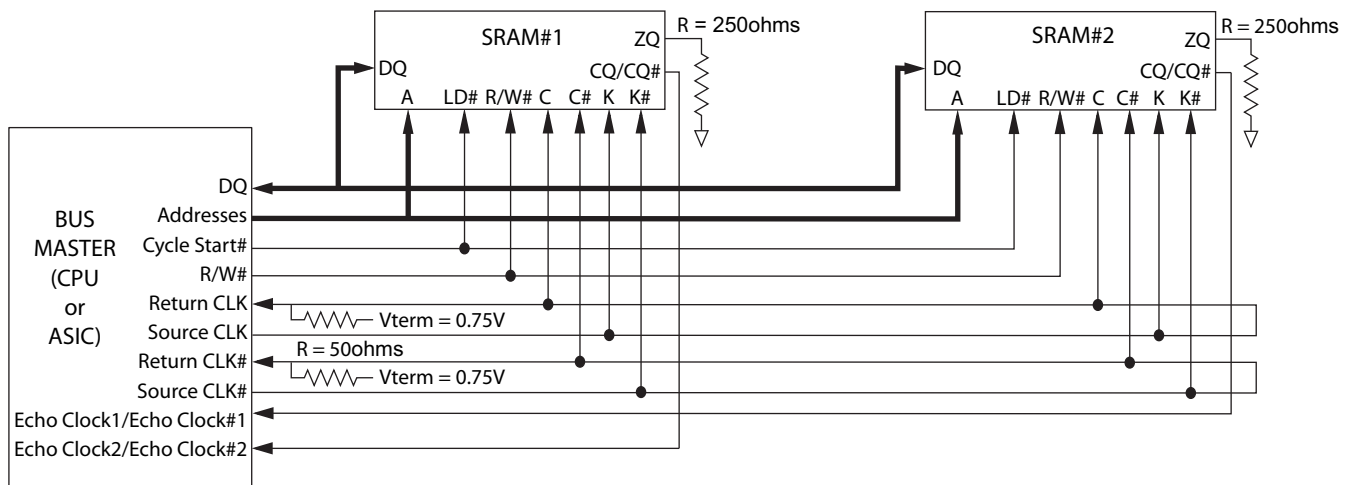 SRAM#1
ZQ
R = 250ohms
DQ
CQ/CQ#
A
LD#
R/W#
C
C#
K
K#
SRAM#2
ZQ
R = 250ohms
DQ
CQ/CQ#
A
LD#
R/W#
C
C#
K
K#
BUS
MASTER
(CPU
or
ASIC)
DQ
Addresses
Cycle Start#
R/W#
Return CLK
Vterm = 0.75V
Source CLK
R = 50ohms
Return CLK#
Vterm = 0.75V
Source CLK#
Echo Clock1/Echo Clock#1
Echo Clock2/Echo Clock#2